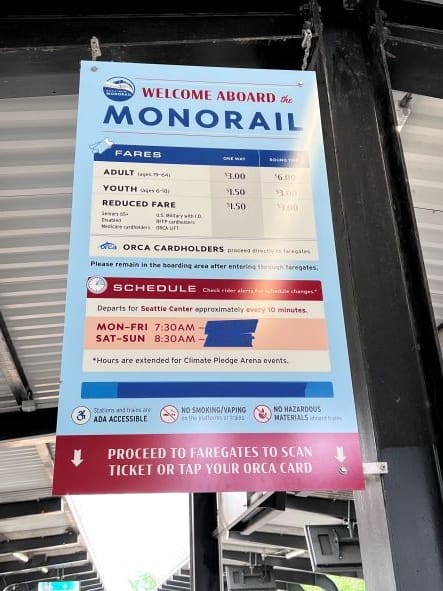 WELCOME ABOARD the
MONORAIL
FARES ONE WAY ROUND TRIP
ADULT (ages 19-64) $3.00 $6.00
YOUTH (ages 6-18) $1.50 $3.00
REDUCED FARE $1.50 $3.00
Seniors 65+ U.S. Military with I.D.
Disabled RFFP cardholders
Medicare cardholders ORCA LIFT
orca ORCA CARDHOLDERS proceed directly to faregates.
Please remain in the boarding area after entering through faregates.
SCHEDULE Check rider alerts for schedule changes.*
Departs for Seattle Center approximately every 10 minutes.
MON-FRI 7:30AM-
SAT-SUN 8:30AM-
*Hours are extended for Climate Pledge Arena events.
Stations and trains are
ADA ACCESSIBLE
NO SMOKING/VAPING
on the platforms or trains
NO HAZARDOUS
MATERIALS aboard trains
PROCEED TO FAREGATES TO SCAN
TICKET OR TAP YOUR ORCA CARD